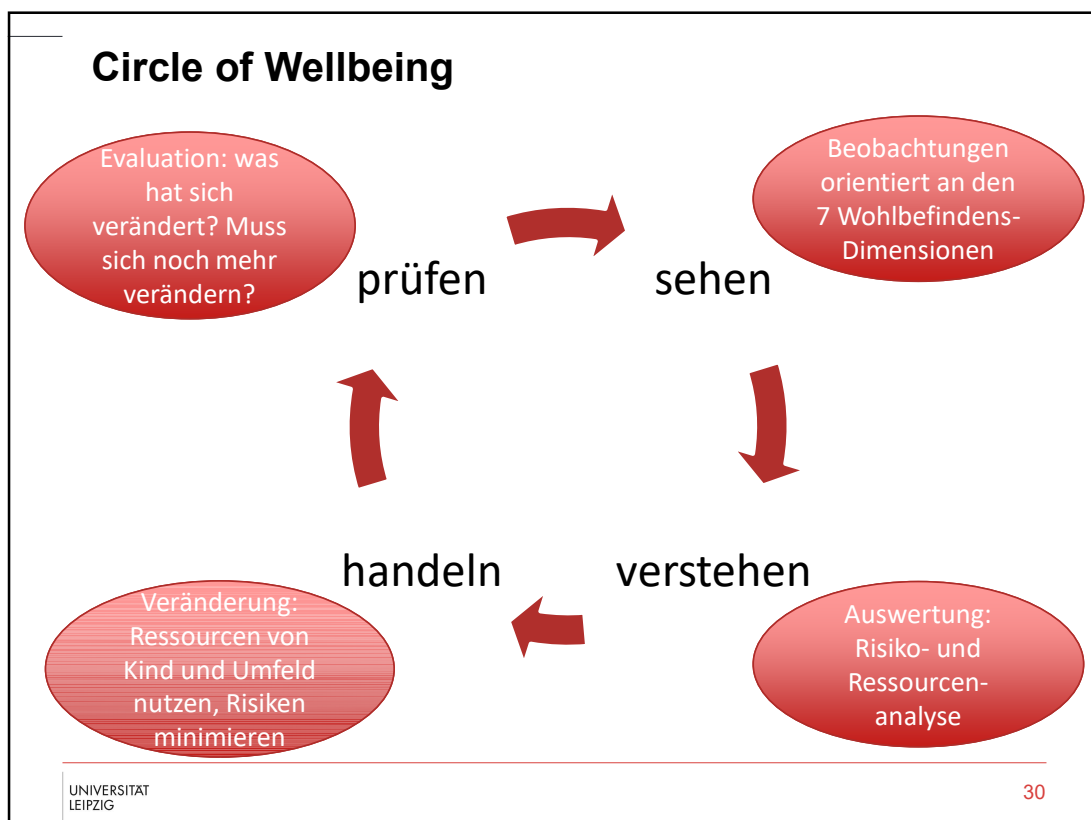 Circle of Wellbeing
Evaluation: was
hat sich
verändert? Muss
sich noch mehr
verändern?
prüfen
sehen
Beobachtungen
orientiert an den
7 Wohlbefindens-
Dimensionen
handeln
verstehen
Veränderung:
Ressourcen von
Kind und Umfeld
nutzen, Risiken
minimieren
Auswertung:
Risiko- und
Ressourcen-
analyse
UNIVERSITÄT
LEIPZIG
30